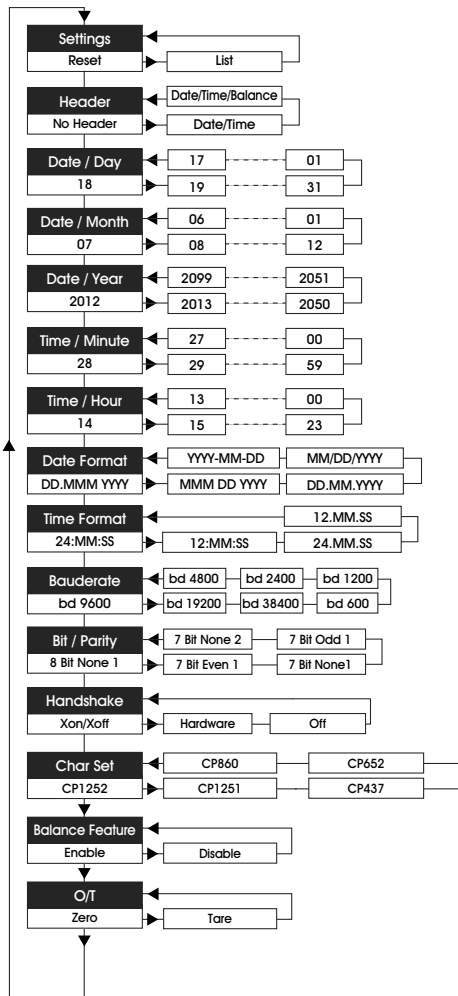 Settings
Reset List
Date/Time/Balance
Header
No Header Date/Time
Date / Day 17 01
18 19 31
Date / Month 06 01
07 08 12
Date / Year 2099 2051
2012 2013 2050
Time / Minute 27 00
28 29 59
Time / Hour 13 00
14 15 23
Date Format YYYY-MM-DD MM/DD/YYYY
DD.MMM YYYY MMM DD YYYY DD.MM.YYYY
Time Format 12.MM.SS
24:MM:SS 12:MM:SS 24.MM.SS
Bauderate bd 4800 bd 2400 bd 1200
bd 9600 bd 19200 bd 38400 bd 600
Bit / Parity 7 Bit None 2 7 Bit Odd 1
8 Bit None 1 7 Bit Even 1 7 Bit None1
Handshake
Xon/Xoff Hardware Off
Char Set CP860 CP652
CP1252 CP1251 CP437
Balance Feature
Enable Disable
O/T
Zero Tare